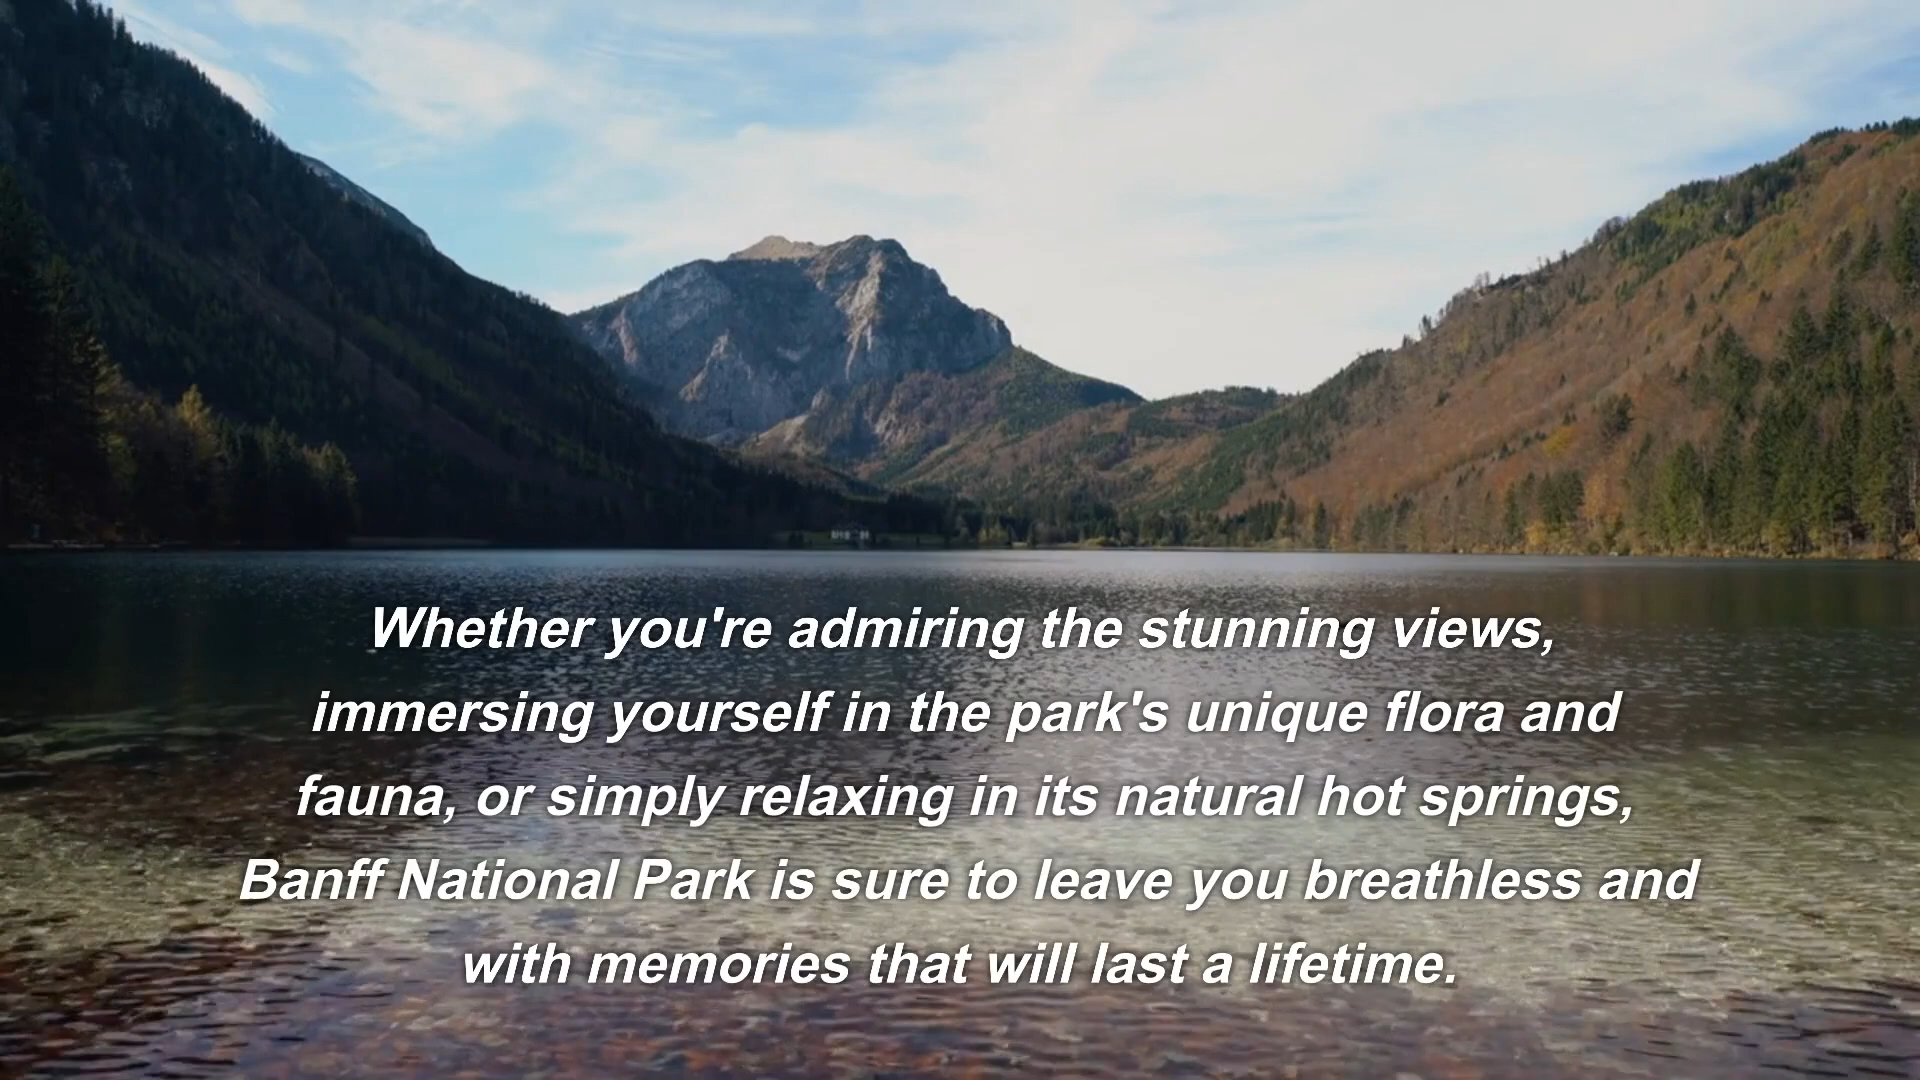 Whether you're admiring the stunning views,
immersing yourself in the park's unique flora and
fauna, or simply relaxing in its natural hot springs,
Banff National Park is sure to leave you breathless and
with memories that will last a lifetime.